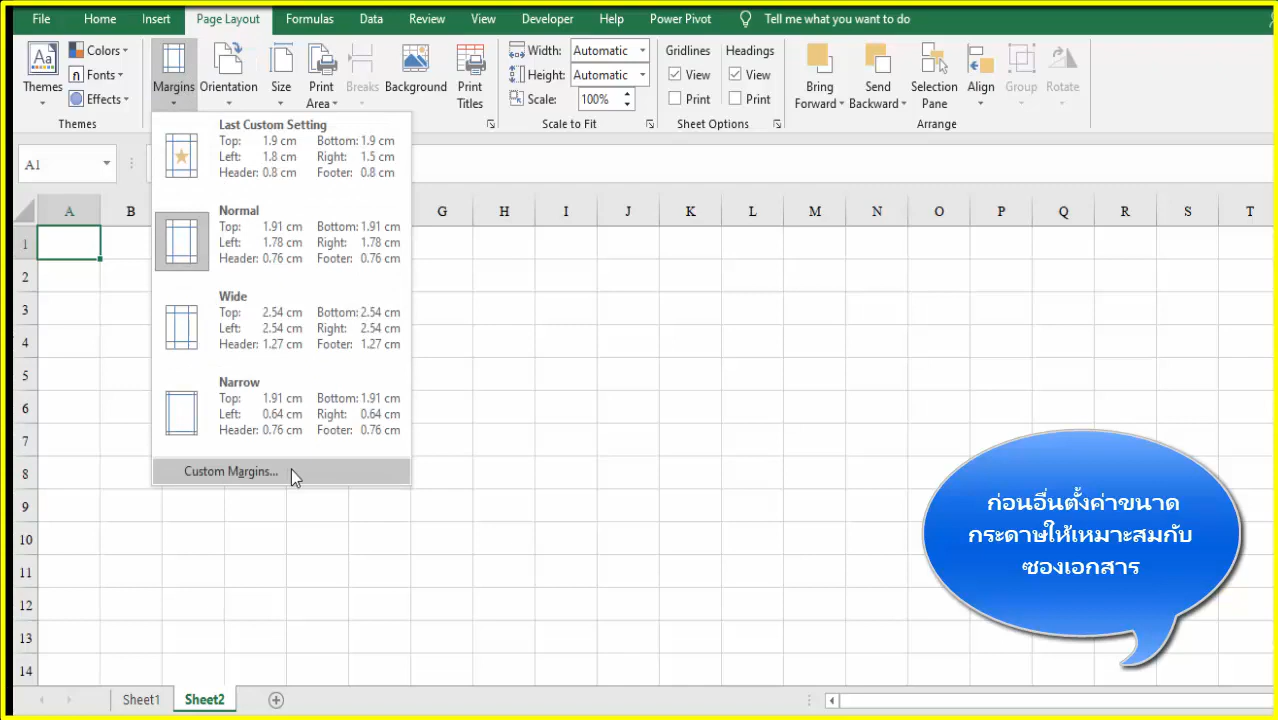 File Home Insert Page Layout Formulas Data Review View Developer Help Power Pivot Tell me what you want to do
Colors
Fonts
Effects
Themes
Themes
Margins
Orientation
Size
Print
Area
Breaks
Background
Print
Titles
Width: Automatic
Height: Automatic
Scale: 100%
Scale to Fit
Gridlines Headings
View View
Print Print
Sheet Options
Bring
Forward
Send
Backward
Selection
Pane
Align
Group
Rotate
Arrange
Last Custom Setting
Top: 1.9 cm Bottom: 1.9 cm
Left: 1.8 cm Right: 1.5 cm
Header: 0.8 cm Footer: 0.8 cm
Normal
Top: 1.91 cm Bottom: 1.91 cm
Left: 1.78 cm Right: 1.78 cm
Header: 0.76 cm Footer: 0.76 cm
Wide
Top: 2.54 cm Bottom: 2.54 cm
Left: 2.54 cm Right: 2.54 cm
Header: 1.27 cm Footer: 1.27 cm
Narrow
Top: 1.91 cm Bottom: 1.91 cm
Left: 0.64 cm Right: 0.64 cm
Header: 0.76 cm Footer: 0.76 cm
Custom Margins...
A1
A B G H I J K L M N O P Q R S T
1
2
3
4
5
6
7
8
9
10
11
12
13
14
ก่อนอื่นตั้งค่าขนาด
กระดาษให้เหมาะสมกับ
ซองเอกสาร
Sheet1 Sheet2